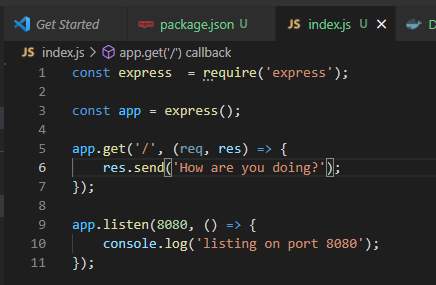 Get Started package.json U JS index.js U D
JS index.js > app.get('/') callback
1 const express  = require('express');
2
3 const app = express();
4
5 app.get('/', (req, res) => {
6     res.send('How are you doing?');
7 });
8
9 app.listen(8080, () => {
10     console.log('listing on port 8080');
11 });